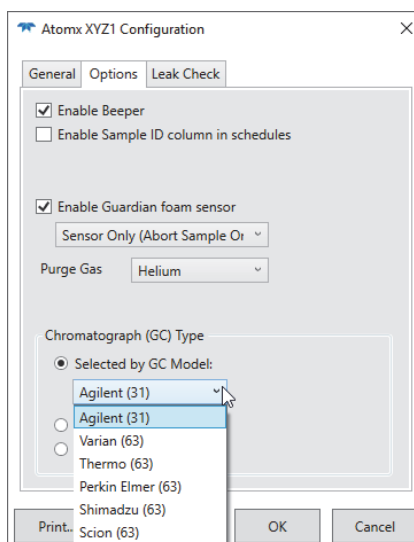 Atomx XYZ1 Configuration
General Options Leak Check
Enable Beeper
Enable Sample ID column in schedules
Enable Guardian foam sensor
Sensor Only (Abort Sample Or
Purge Gas Helium
Chromatograph (GC) Type
Selected by GC Model:
Agilent (31)
Agilent (31)
Varian (63)
Thermo (63)
Perkin Elmer (63)
Shimadzu (63)
Scion (63)
Print.. OK Cancel